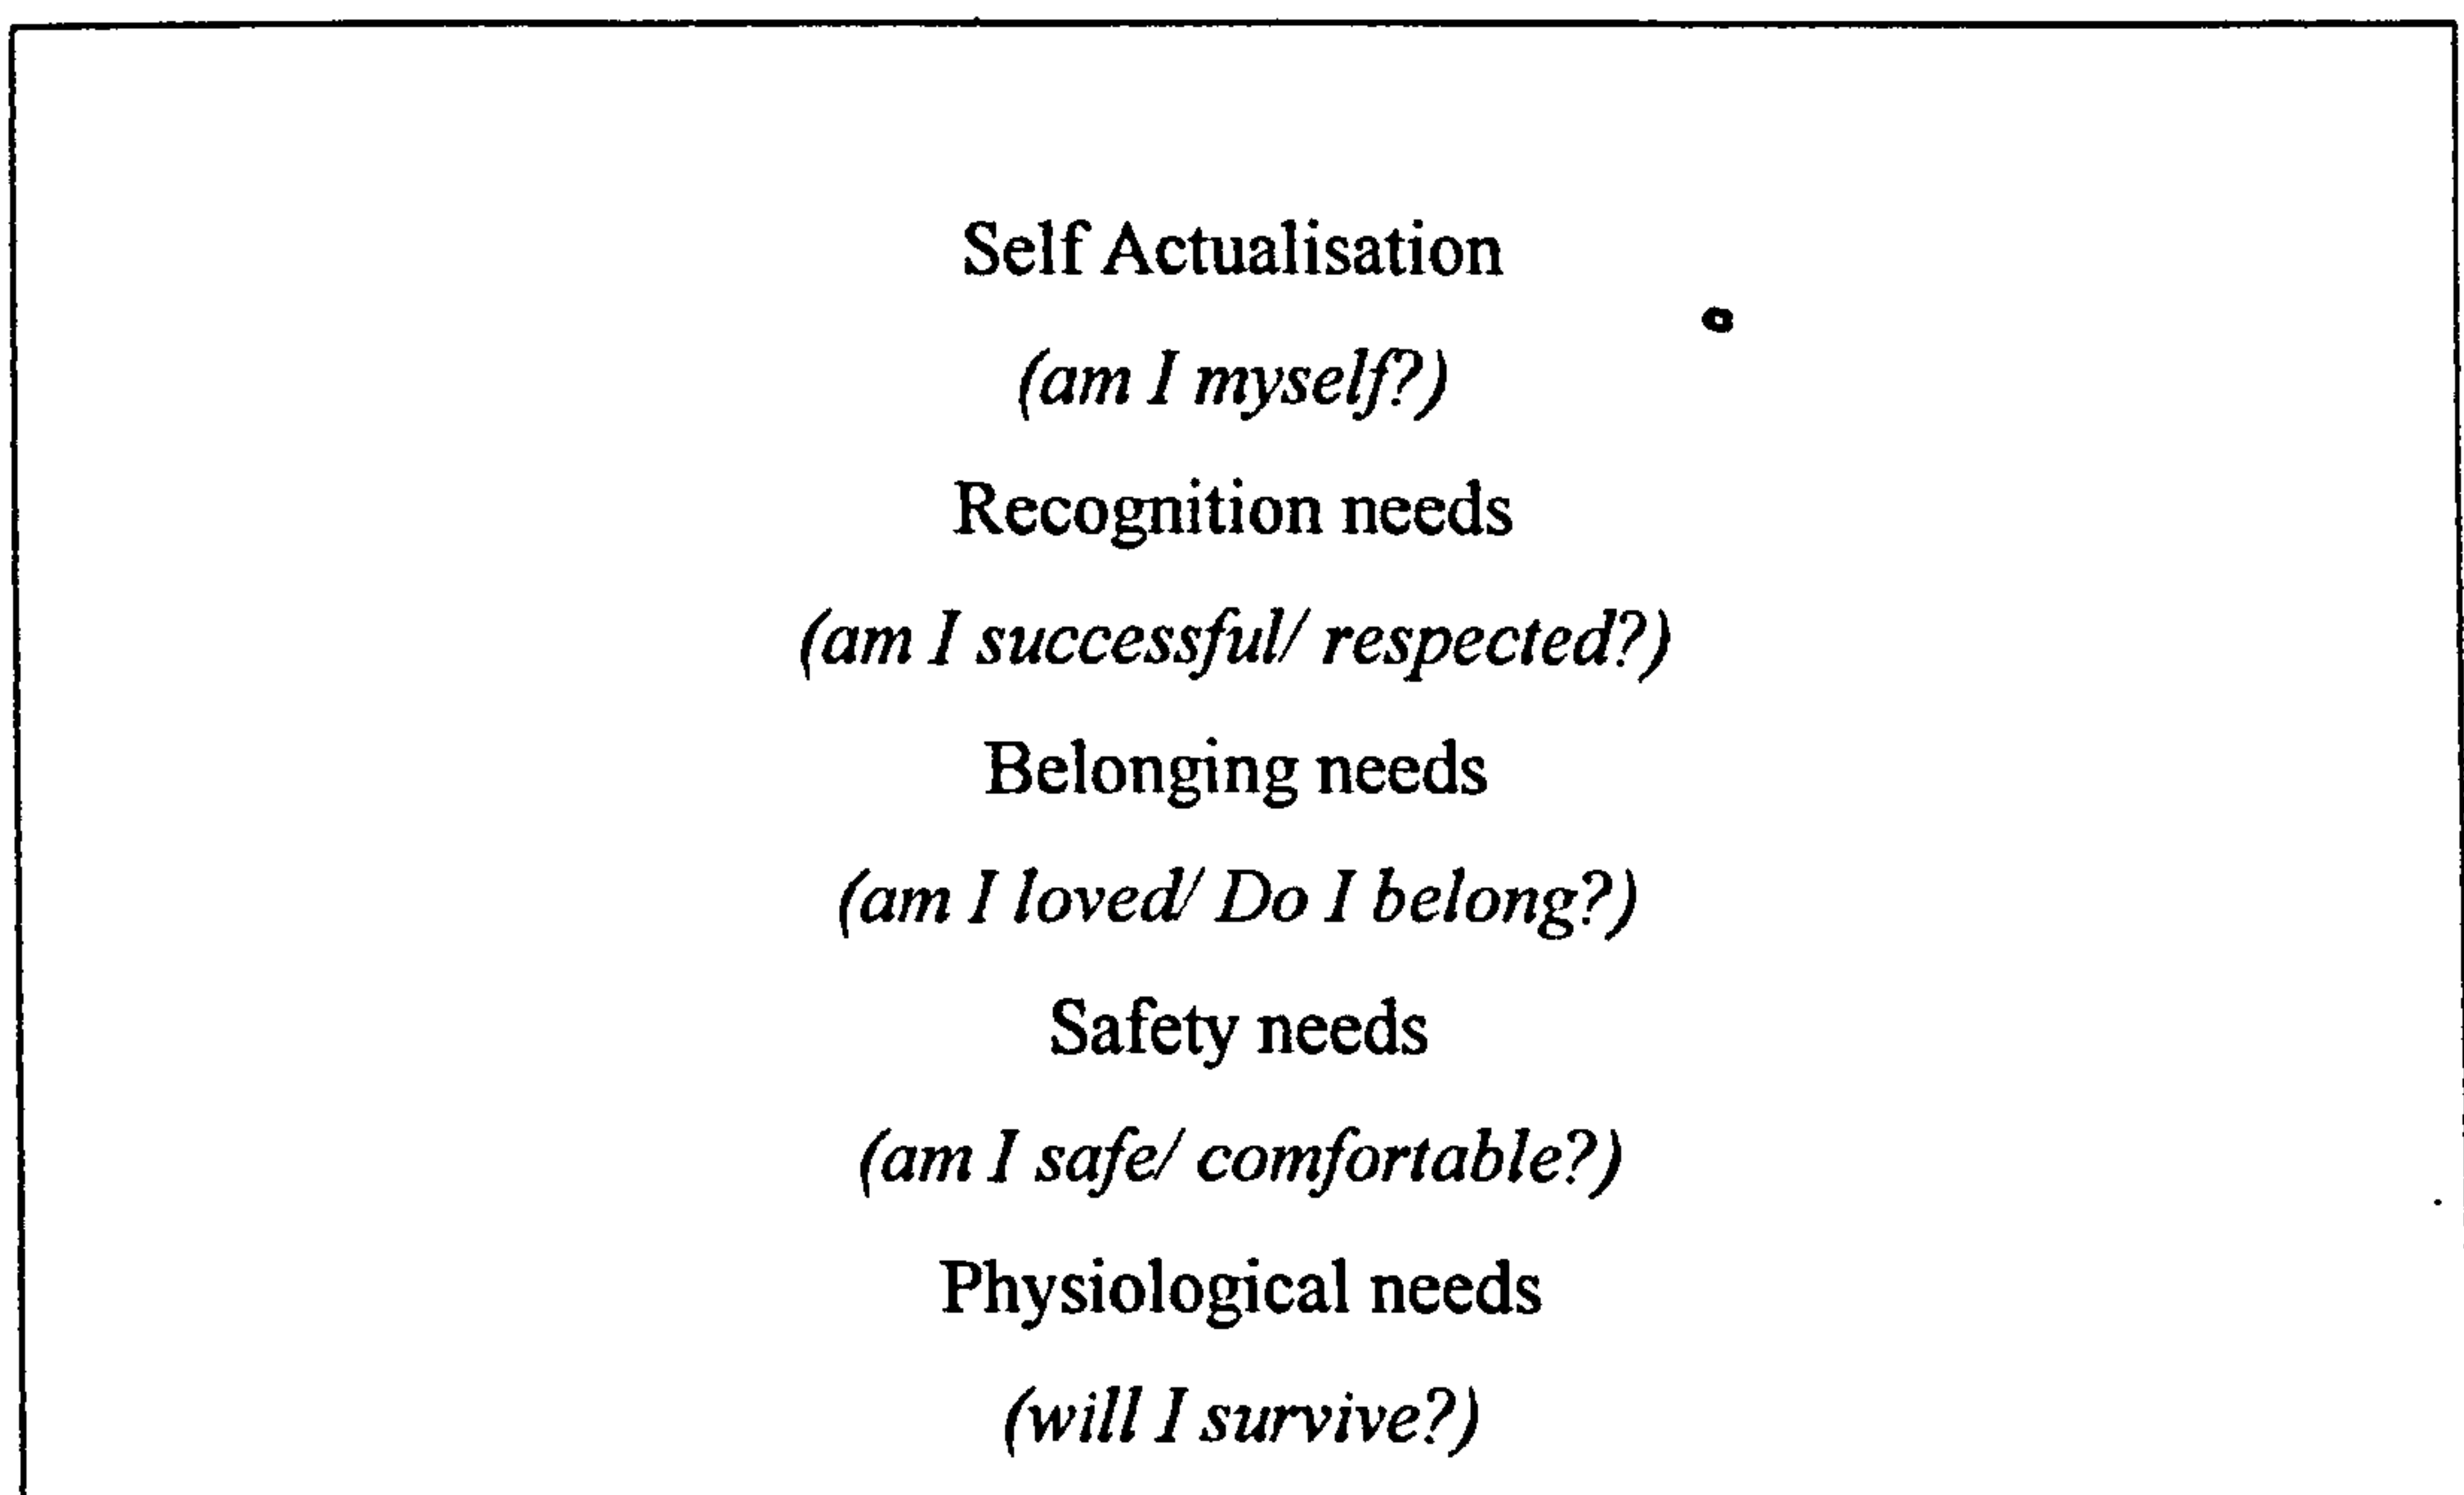 Self Actualisation
(am I myself?)
Recognition needs
(am I successful/ respected?)
Belonging needs
(am I loved/ Do I belong?)
Safety needs
(am I safe/ comfortable?)
Physiological needs
(will I survive?)